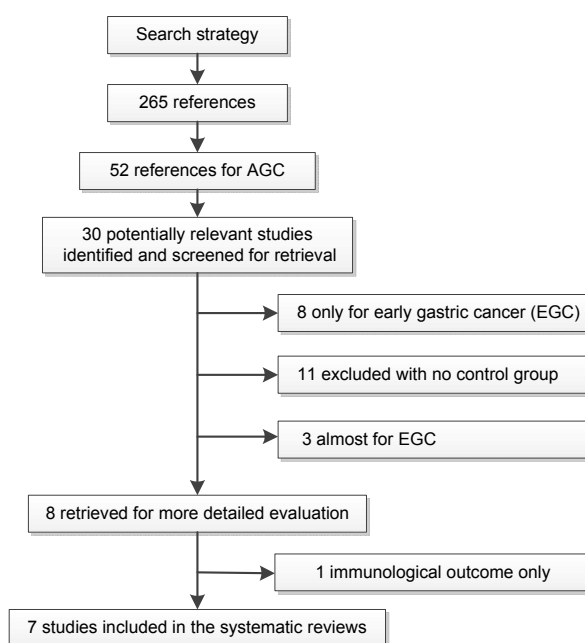 Search strategy
265 references
52 references for AGC
30 potentially relevant studies
identified and screened for retrieval
8 only for early gastric cancer (EGC)
11 excluded with no control group
3 almost for EGC
8 retrieved for more detailed evaluation
1 immunological outcome only
7 studies included in the systematic reviews